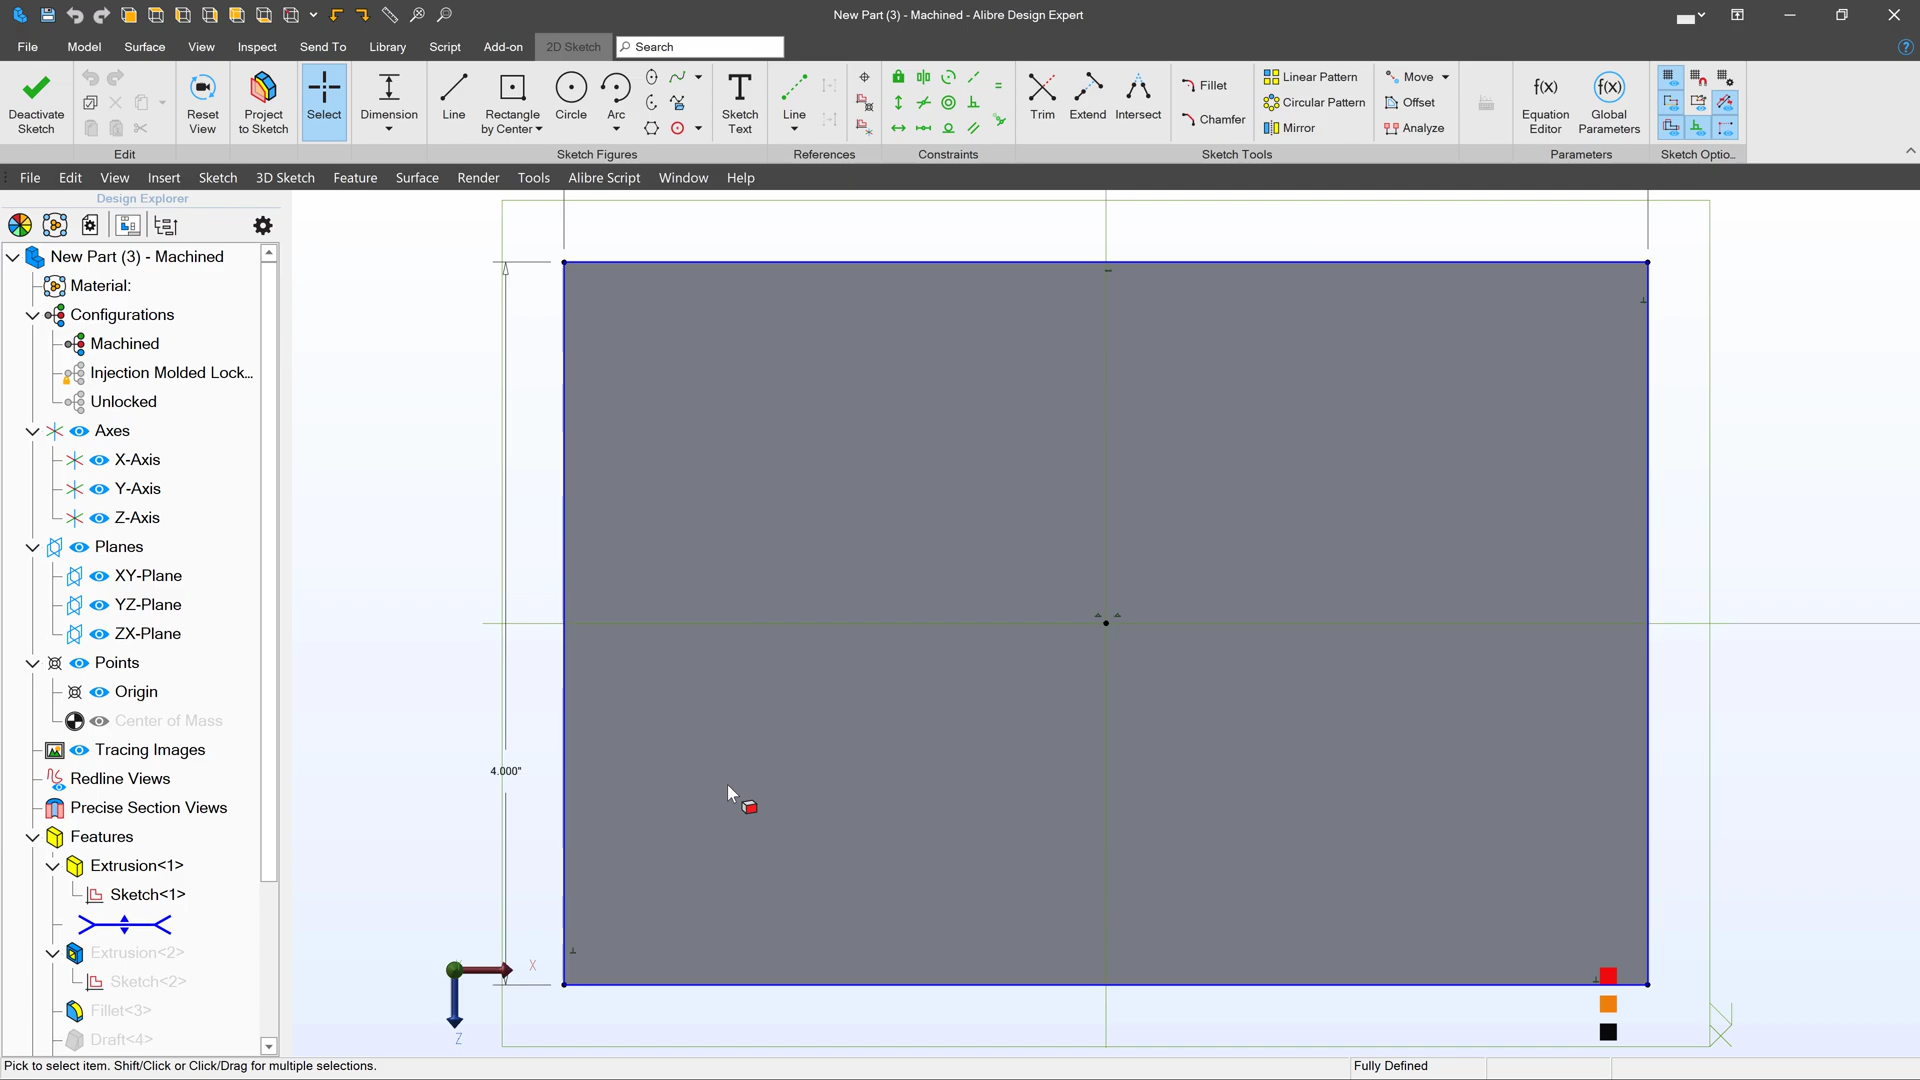 New Part (3) - Machined - Alibre Design Expert
File Model Surface View Inspect Send To Library Script Add-on 2D Sketch Search
Deactivate Sketch
Edit
Reset View
Project to Sketch
Select
Dimension
Line
Rectangle by Center
Circle
Arc
Sketch Text
Sketch Figures
Line
References
Constraints
Trim
Extend
Intersect
Fillet
Chamfer
Linear Pattern
Circular Pattern
Mirror
Move
Offset
Analyze
Sketch Tools
f(x)
Equation Editor
f(x)
Global Parameters
Parameters
Sketch Optio...
File Edit View Insert Sketch 3D Sketch Feature Surface Render Tools Alibre Script Window Help
Design Explorer
New Part (3) - Machined
Material:
Configurations
Machined
Injection Molded Lock...
Unlocked
Axes
X-Axis
Y-Axis
Z-Axis
Planes
XY-Plane
YZ-Plane
ZX-Plane
Points
Origin
Center of Mass
Tracing Images
Redline Views
Precise Section Views
Features
Extrusion<1>
Sketch<1>
Extrusion<2>
Sketch<2>
Fillet<3>
Draft<4>
4.000"
X
Z
Pick to select item. Shift/Click or Click/Drag for multiple selections.
Fully Defined